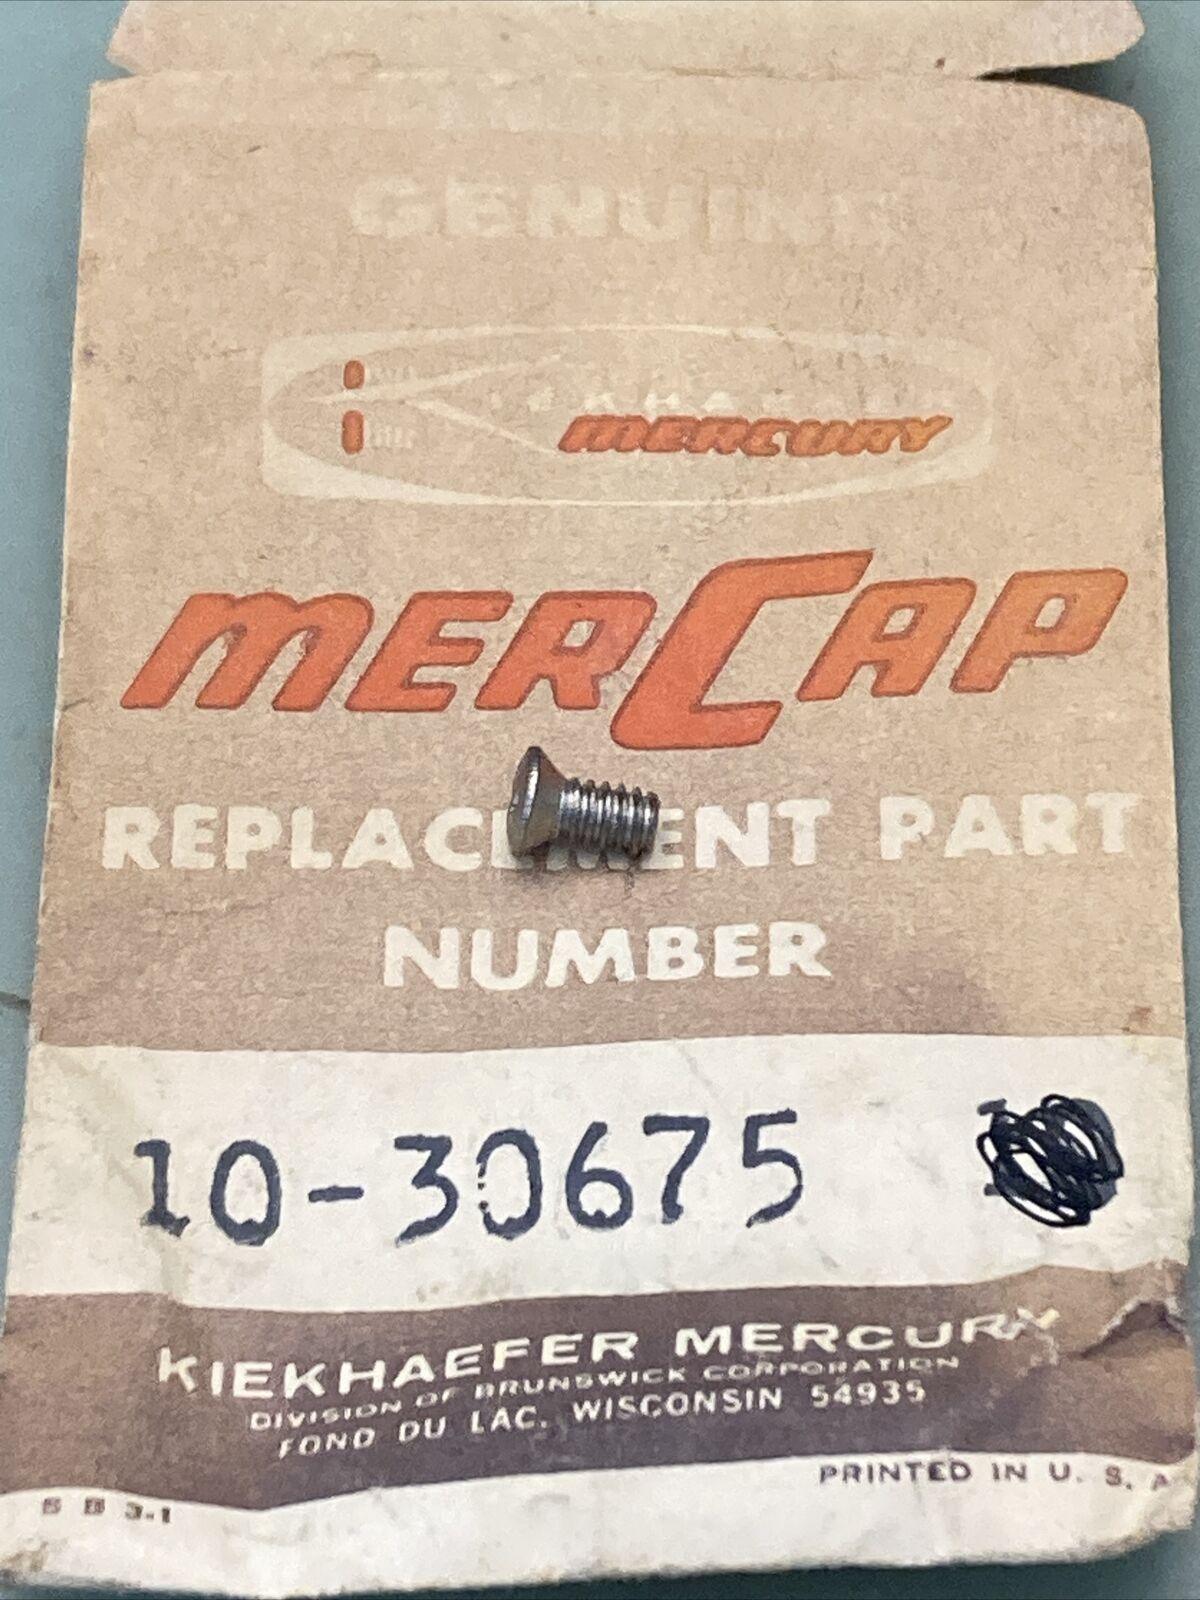 GENUINE
MERCURY
MERCAP
REPLACEMENT PART
NUMBER
10-30675
KIEKHAEFER MERCURY
DIVISION OF BRUNSWICK CORPORATION
FOND DU LAC, WISCONSIN 54935
PRINTED IN U. S. A